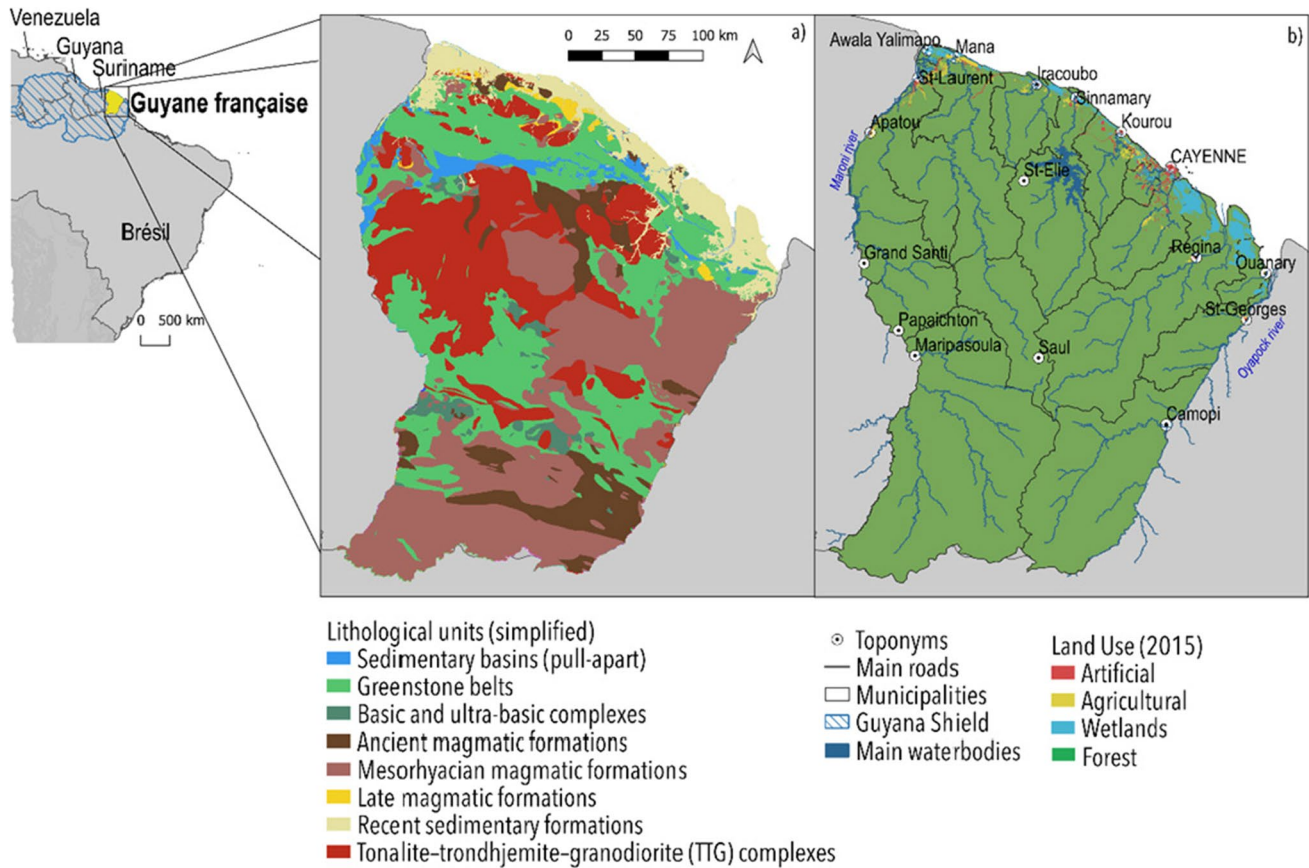 Venezuela
Guyana
Suriname
Guyane française
Brésil
0 500 km
0 25 50 75 100 km
a)
b)
Awala Yalimapo
Mana
St-Laurent
Iracoubo
Sinnamary
Apatou
Kourou
Maroni river
CAYENNE
St-Elie
Grand Santi
Régina
Ouanary
St-Georges
Papaichton
Maripasoula
Saul
Oyapock river
Camopi
Lithological units (simplified)
Sedimentary basins (pull-apart)
Greenstone belts
Basic and ultra-basic complexes
Ancient magmatic formations
Mesorhyacian magmatic formations
Late magmatic formations
Recent sedimentary formations
Tonalite-trondhjemite-granodiorite (TTG) complexes
Toponyms
Main roads
Municipalities
Guyana Shield
Main waterbodies
Land Use (2015)
Artificial
Agricultural
Wetlands
Forest